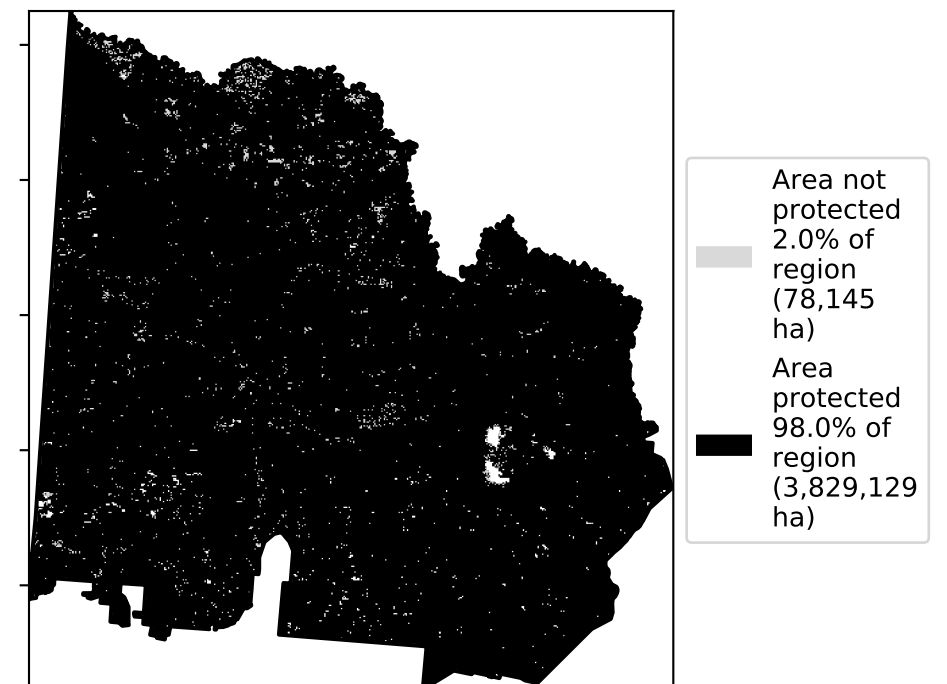 Area not
protected
2.0% of
region
(78,145
ha)
Area
protected
98.0% of
region
(3,829,129
ha)